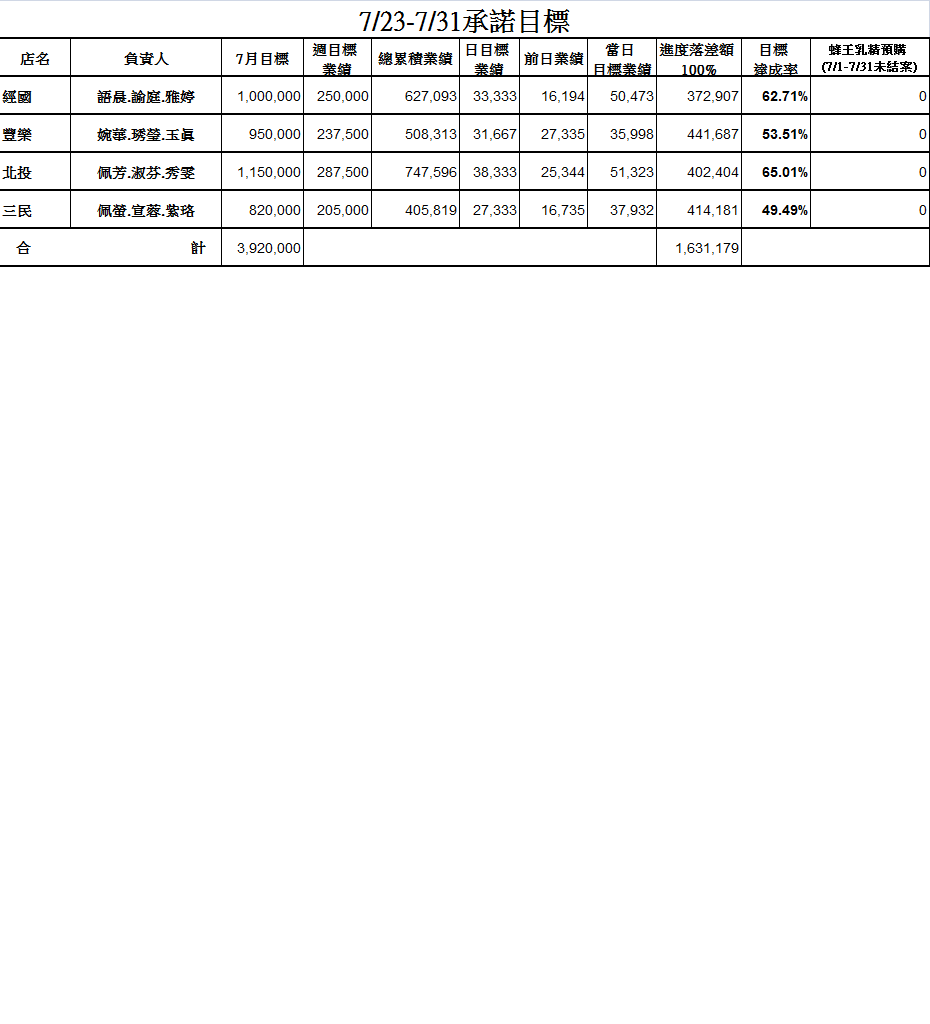 7/23-7/31承諾目標
店名 負責人 7月目標 週目標業績 總累積業績 日目標業績 前日業績 當日目標業績 進度落差額100% 目標達成率 蜂王乳精預購(7/1-7/31未結案)
經國 語晨.諭庭.雅婷 1,000,000 250,000 627,093 33,333 16,194 50,473 372,907 62.71% 0
豐樂 婉華.琇瑩.玉真 950,000 237,500 508,313 31,667 27,335 35,998 441,687 53.51% 0
北投 佩芳.淑芬.秀雯 1,150,000 287,500 747,596 38,333 25,344 51,323 402,404 65.01% 0
三民 佩螢.宣蓉.紫珞 820,000 205,000 405,819 27,333 16,735 37,932 414,181 49.49% 0
合 計 3,920,000 1,631,179